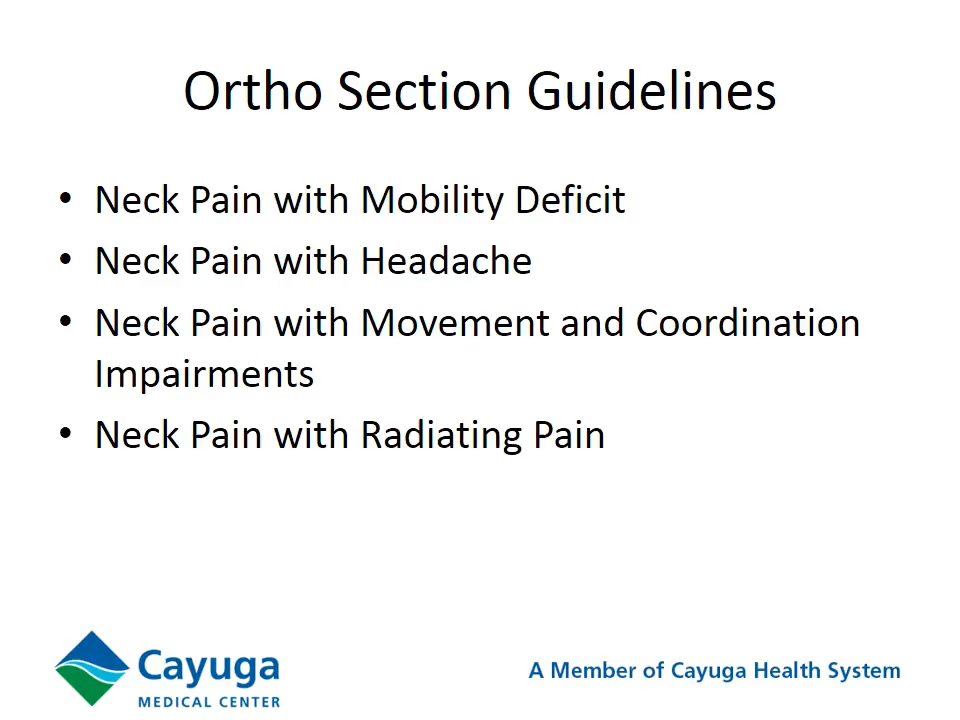 Ortho Section Guidelines
• Neck Pain with Mobility Deficit
• Neck Pain with Headache
• Neck Pain with Movement and Coordination
Impairments
• Neck Pain with Radiating Pain
Cayuga
MEDICAL CENTER
A Member of Cayuga Health System